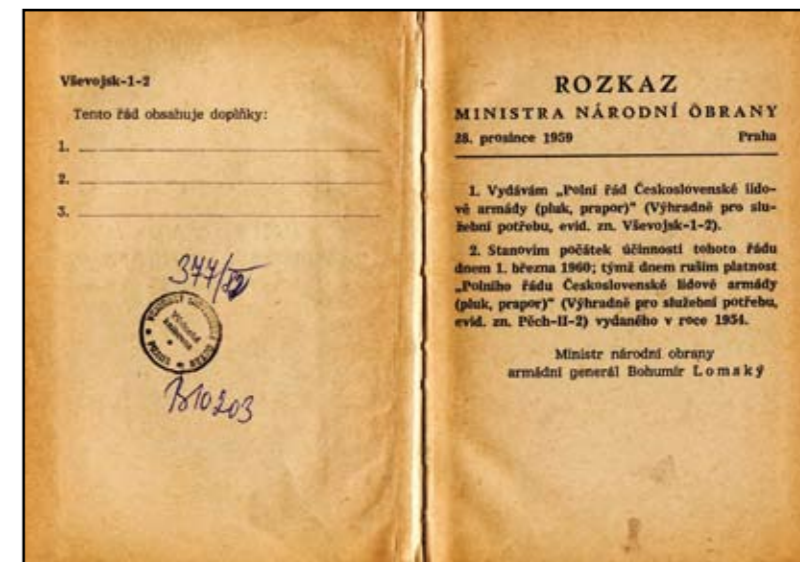 Vševojsk-1-2
Tento řád obsahuje doplňky:
1.
2.
3.
377/
B10203
ROZKAZ
MINISTRA NÁRODNÍ OBRANY
28. prosince 1959 Praha
1. Vydávám „Polní řád Československé lido-
vé armády (pluk, prapor)“ (Výhradně pro slu-
žební potřebu, evid. zn. Vševojsk-1-2).
2. Stanovím počátek účinnosti tohoto řádu
dnem 1. března 1960; týmž dnem ruším platnost
„Polního řádu Československé lidové armády
(pluk, prapor)“ (Výhradně pro služební potřebu,
evid. zn. Pěch-II-2) vydaného v roce 1954.
Ministr národní obrany
armádní generál Bohumír Lomský